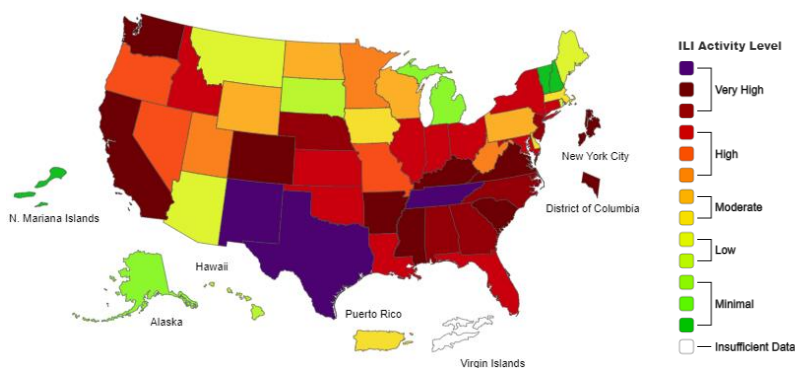 ILI Activity Level
Very High
High
Moderate
Low
Minimal
Insufficient Data
New York City
District of Columbia
N. Mariana Islands
Hawaii
Alaska
Puerto Rico
Virgin Islands